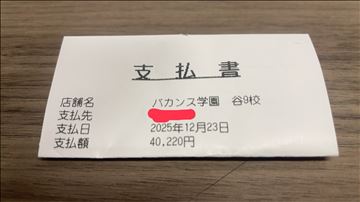 支払書
店舗名 バカンス学園 谷9校
支払先
支払日 2025年12月23日
支払額 40,220円